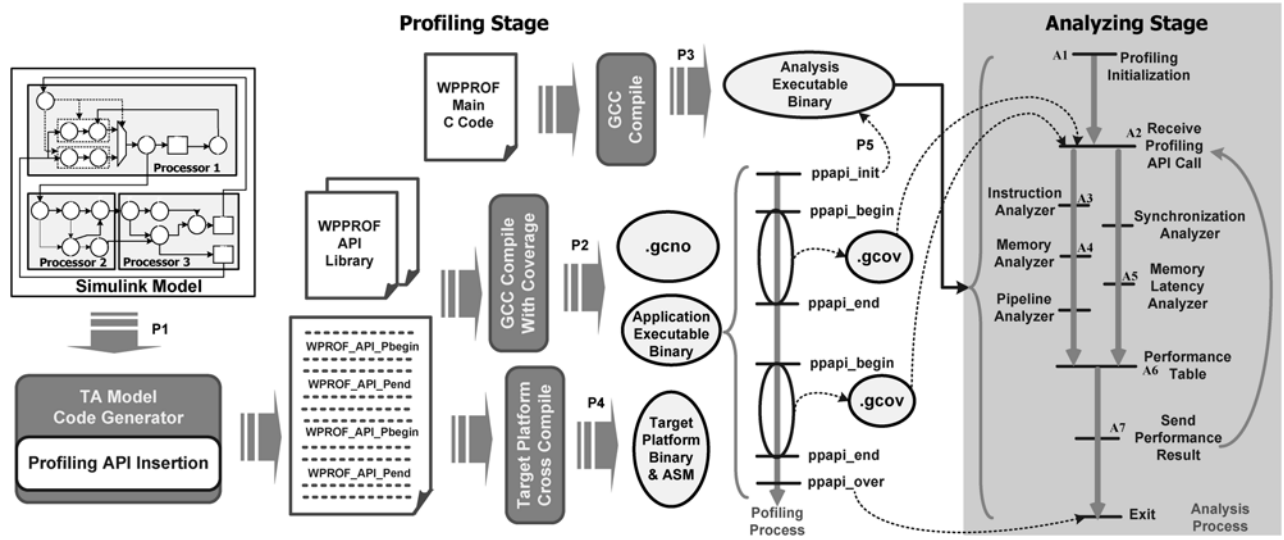 Profiling Stage
Analyzing Stage
Processor 1
Processor 2
Processor 3
Simulink Model
P1
TA Model
Code Generator
Profiling API Insertion
WPPROF
Main
C Code
GCC
Compile
P3
Analysis
Executable
Binary
WPPROF
API
Library
GCC Compile
With Coverage
P2
.gcno
Application
Executable
Binary
WPROF_API_Pbegin
WPROF_API_Pend
WPROF_API_Pbegin
WPROF_API_Pend
Target Platform
Cross Compile
P4
Target
Platform
Binary
& ASM
P5
ppapi_init
ppapi_begin
.gcov
ppapi_end
ppapi_begin
.gcov
ppapi_end
ppapi_over
Pofiling
Process
A1
Profiling
Initialization
A2
Receive
Profiling
API Call
Instruction
Analyzer
A3
Synchronization
Analyzer
Memory
Analyzer
A4
A5
Memory
Latency
Analyzer
Pipeline
Analyzer
Performance
Table
A6
A7
Send
Performance
Result
Exit
Analysis
Process